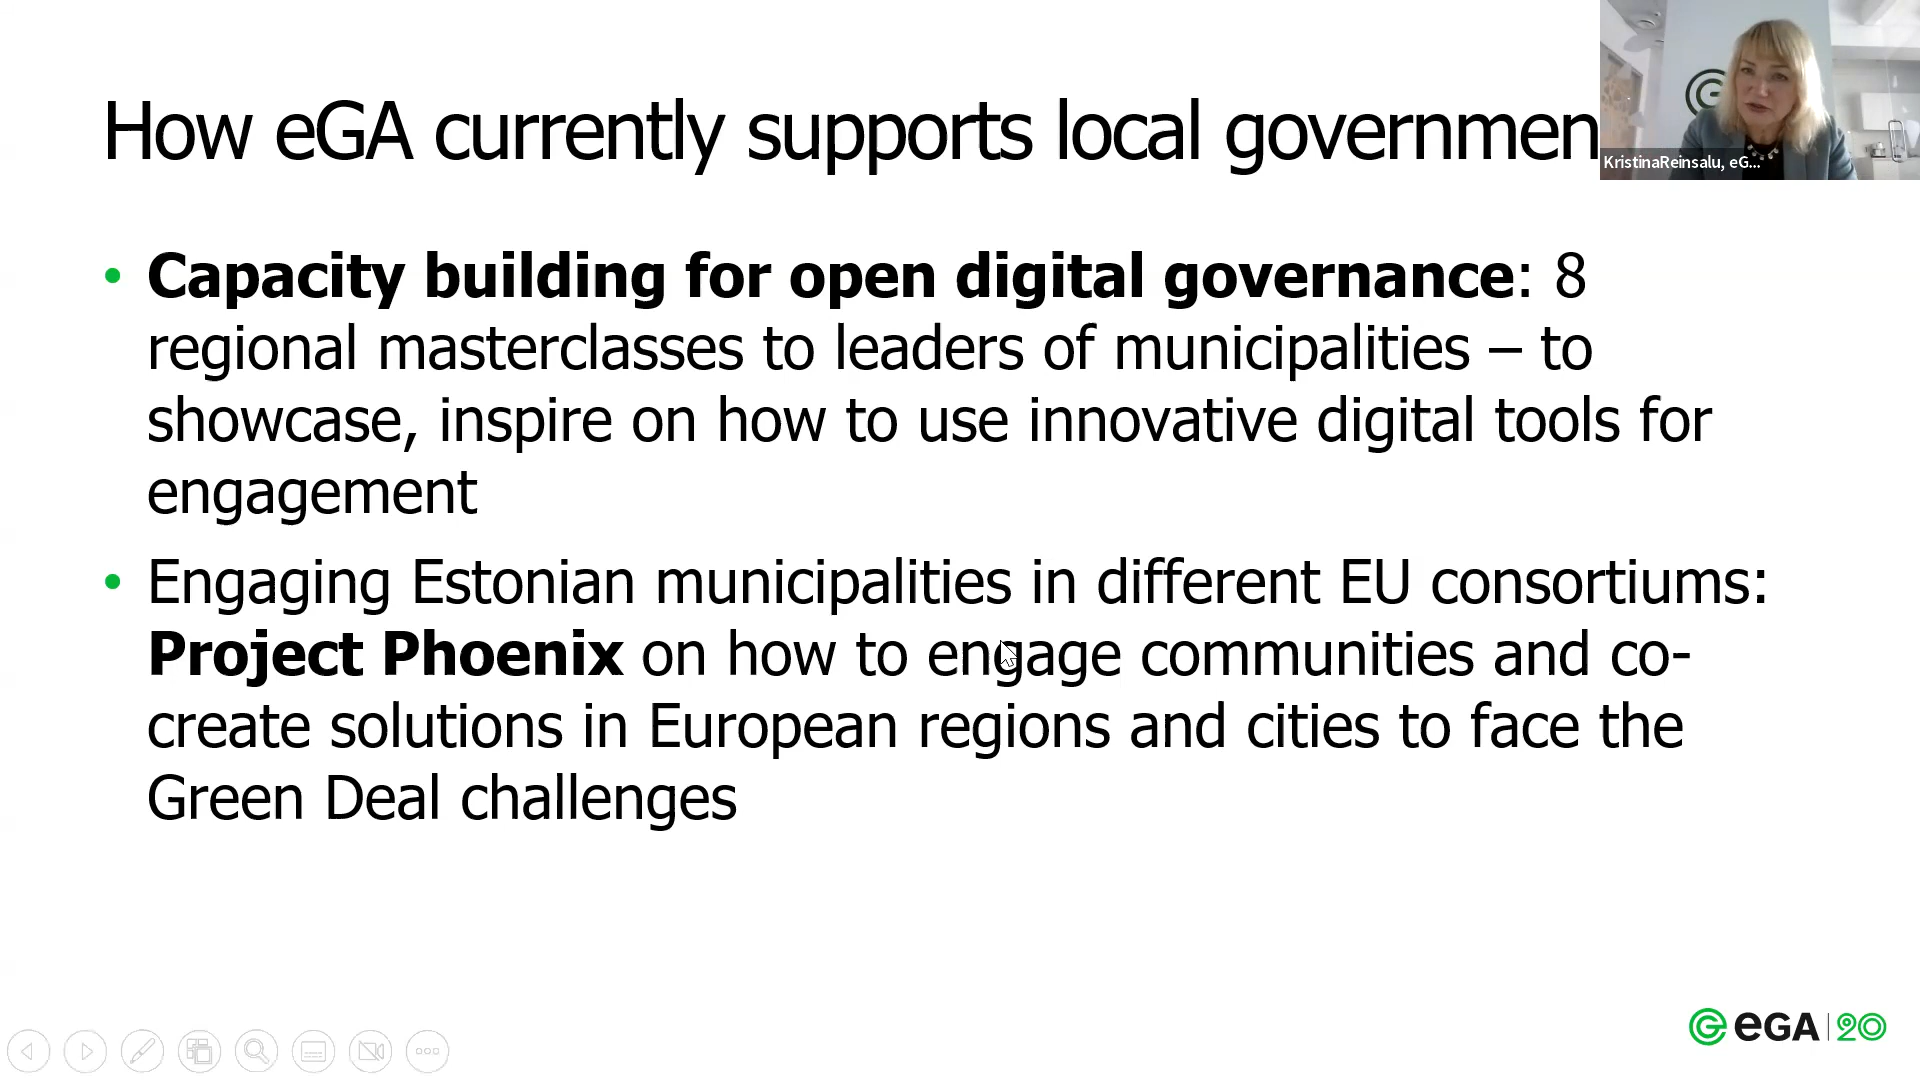 How eGA currently supports local governmen
KristinaReinsalu, eG...
• Capacity building for open digital governance: 8
regional masterclasses to leaders of municipalities – to
showcase, inspire on how to use innovative digital tools for
engagement
• Engaging Estonian municipalities in different EU consortiums:
Project Phoenix on how to engage communities and co-
create solutions in European regions and cities to face the
Green Deal challenges
eGA | 20